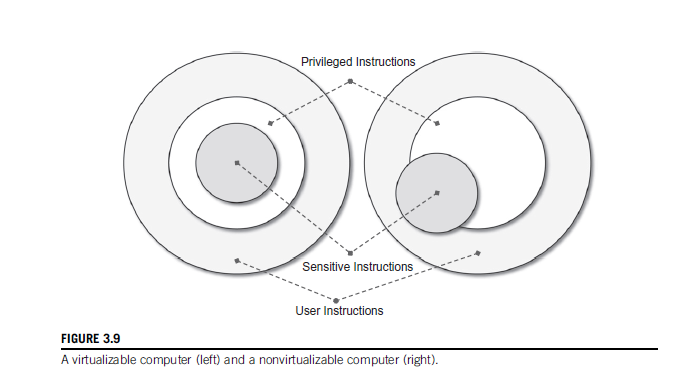 Privileged Instructions
Sensitive Instructions
User Instructions
FIGURE 3.9
A virtualizable computer (left) and a nonvirtualizable computer (right).